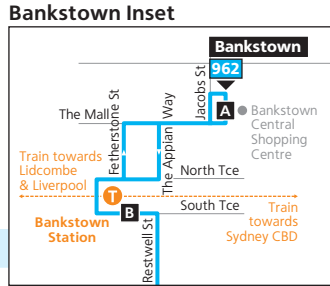 Bankstown Inset
Bankstown
962
Fetherstone St
The Appian Way
Jacobs St
The Mall
A
Bankstown
Central
Shopping
Centre
Train towards
Lidcombe
& Liverpool
North Tce
T
South Tce
B
Bankstown
Station
Train
towards
Sydney CBD
Restwell St